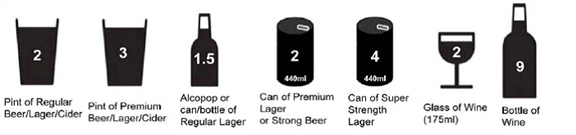 2
3
1.5
2
440ml
4
440ml
2
9
Pint of Regular
Beer/Lager/Cider
Pint of Premium
Beer/Lager/Cider
Alcopop or
can/bottle of
Regular Lager
Can of Premium
Lager
or Strong Beer
Can of Super
Strength
Lager
Glass of Wine
(175ml)
Bottle of
Wine